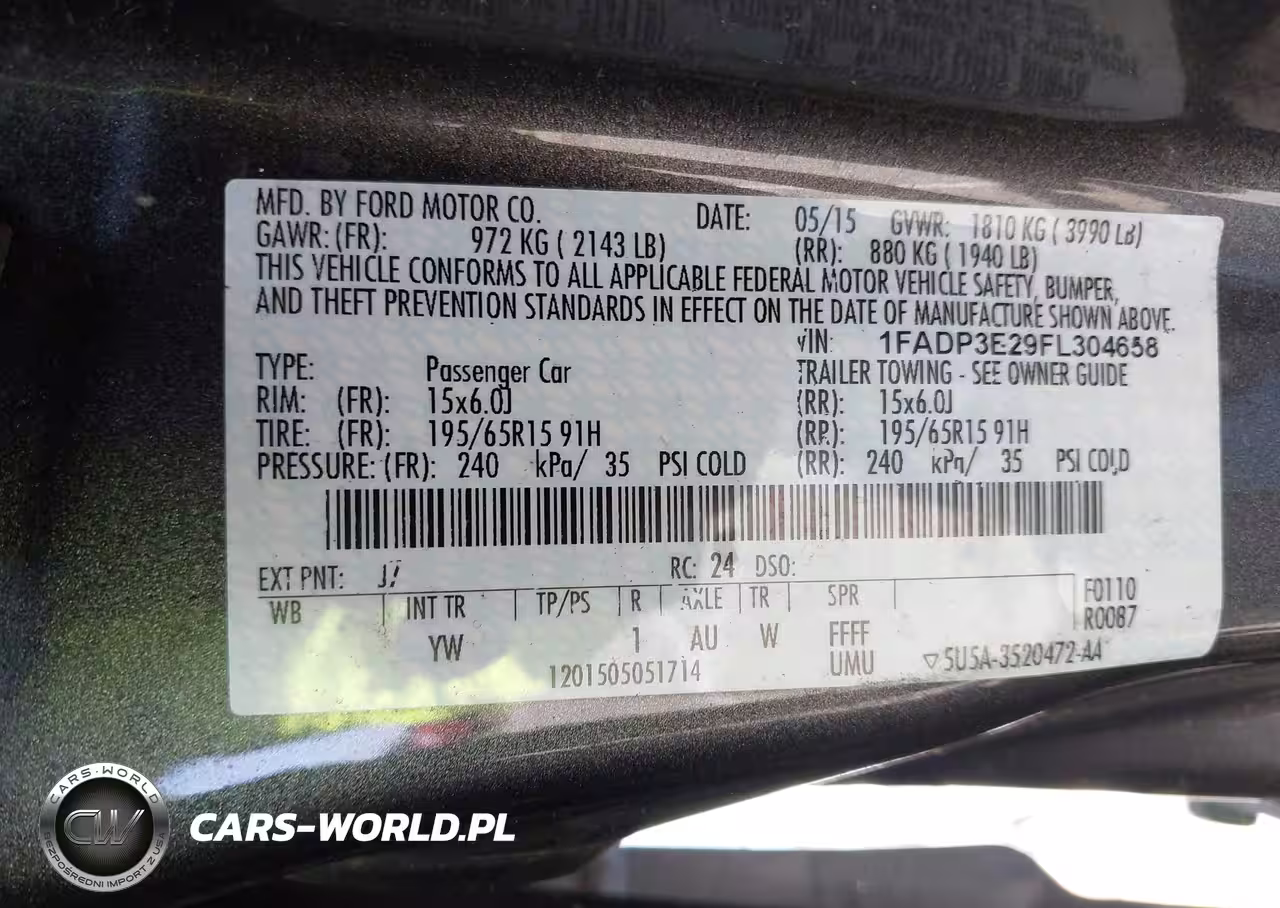 MFD. BY FORD MOTOR CO. DATE: 05/15 GVWR: 1810 KG ( 3990 LB)
GAWR: (FR): 972 KG ( 2143 LB) (RR): 880 KG ( 1940 LB)
THIS VEHICLE CONFORMS TO ALL APPLICABLE FEDERAL MOTOR VEHICLE SAFETY, BUMPER,
AND THEFT PREVENTION STANDARDS IN EFFECT ON THE DATE OF MANUFACTURE SHOWN ABOVE.
VIN: 1FADP3E29FL304658
TYPE: Passenger Car TRAILER TOWING - SEE OWNER GUIDE
RIM: (FR): 15x6.0J (RR): 15x6.0J
TIRE: (FR): 195/65R15 91H (RR): 195/65R15 91H
PRESSURE: (FR): 240 kPa/ 35 PSI COLD (RR): 240 kPa/ 35 PSI COLD
EXT PNT: RC: 24 DSO:
WB INT TR TP/PS R AXLE TR SPR F0110
R0087
YW 1 AU W FFFF
1201505051714 UMU 5U5A-3520472-AA
CARS-WORLD
CW
BEZPOŚREDNI IMPORT Z USA
CARS-WORLD.PL